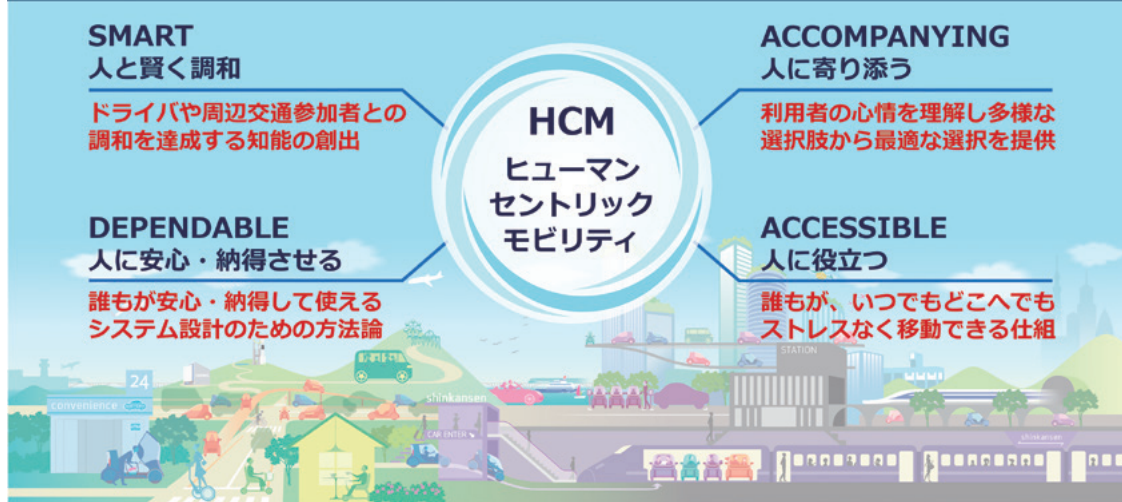 SMART
人と賢く調和
ドライバや周辺交通参加者との
調和を達成する知能の創出
ACCOMPANYING
人に寄り添う
利用者の心情を理解し多様な
選択肢から最適な選択を提供
HCM
ヒューマン
セントリック
モビリティ
DEPENDABLE
人に安心・納得させる
誰もが安心・納得して使える
システム設計のための方法論
ACCESSIBLE
人に役立つ
誰もが、いつでもどこへでも
ストレスなく移動できる仕組
STATION
24
convenience
shinkansen
CAR ENTER
shinkansen